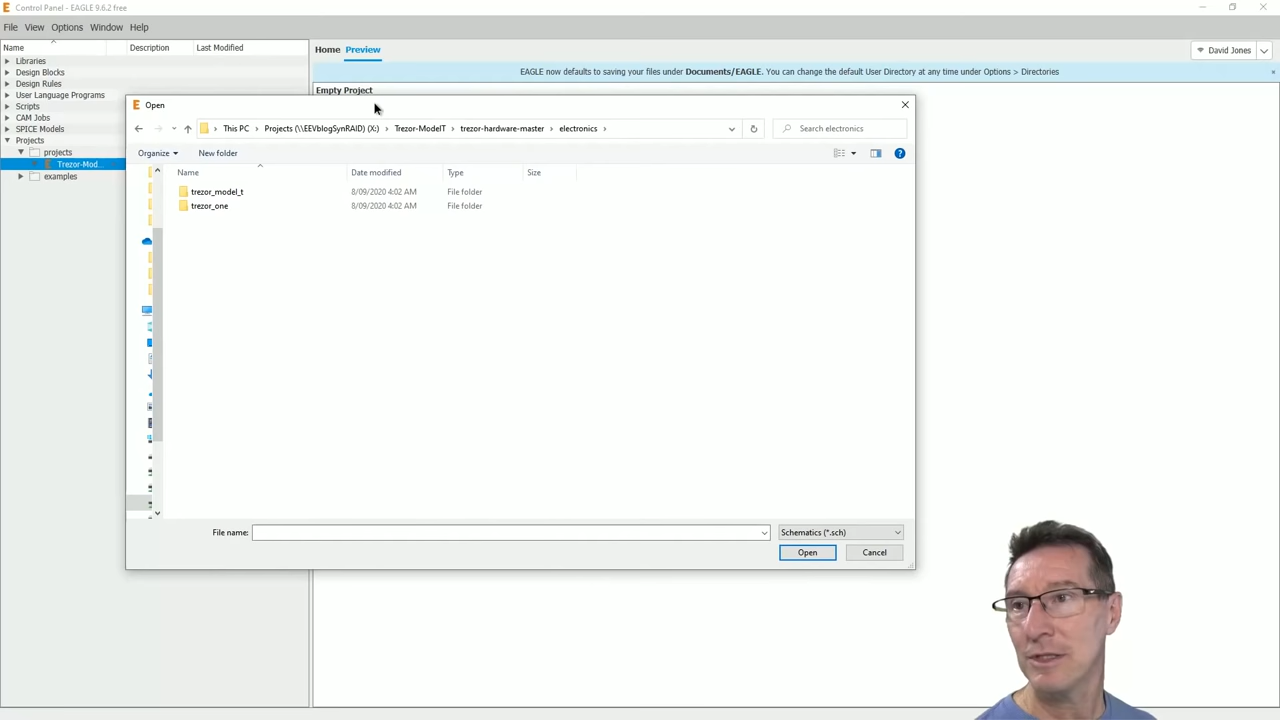 Control Panel - EAGLE 9.6.2 free
File View Options Window Help
Name Description Last Modified
Libraries
Design Blocks
Design Rules
User Language Programs
Scripts
CAM Jobs
SPICE Models
Projects
projects
Trezor-Mod...
examples
Home Preview
David Jones
EAGLE now defaults to saving your files under Documents/EAGLE. You can change the default User Directory at any time under Options > Directories
Empty Project
Open
This PC > Projects (\\EEVblogSynRAID) (X:) > Trezor-ModelT > trezor-hardware-master > electronics >
Search electronics
Organize New folder
Name Date modified Type Size
trezor_model_t 8/09/2020 4:02 AM File folder
trezor_one 8/09/2020 4:02 AM File folder
File name: Schematics (*.sch)
Open Cancel